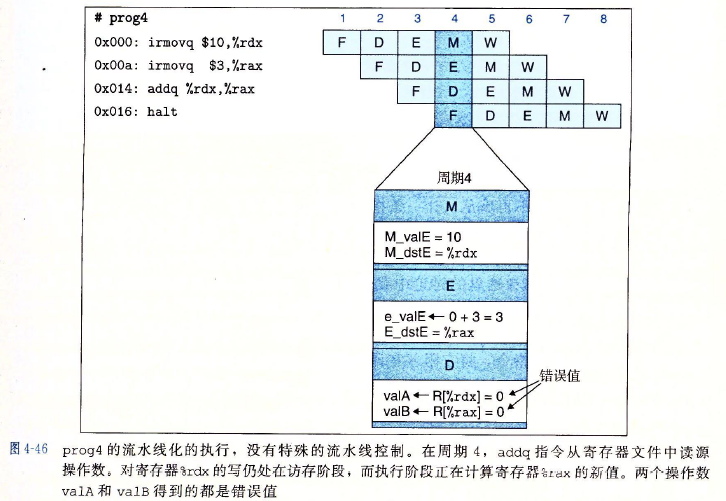 # prog4
1 2 3 4 5 6 7 8
0x000: irmovq $10,%rdx F D E M W
0x00a: irmovq $3,%rax F D E M W
0x014: addq %rdx,%rax F D E M W
0x016: halt F D E M W
周期4
M
M_valE = 10
M_dstE = %rdx
E
e_valE ← 0 + 3 = 3
E_dstE = %rax
D
错误值
valA ← R[%rdx] = 0
valB ← R[%rax] = 0
图 4-46 prog4 的流水线化的执行，没有特殊的流水线控制。在周期 4，addq 指令从寄存器文件中读源
操作数。对寄存器%rdx 的写仍处在访存阶段，而执行阶段正在计算寄存器%rax 的新值。两个操作数
valA 和 valB 得到的都是错误值